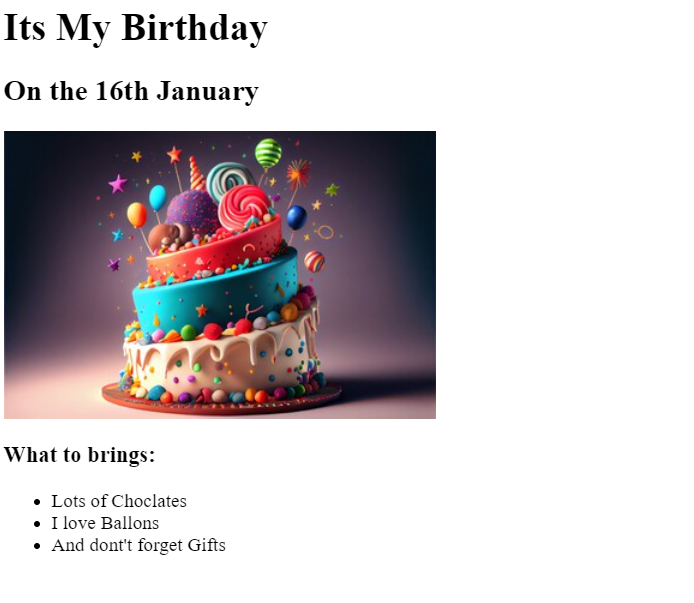 Its My Birthday
On the 16th January
What to brings:
Lots of Choclates
I love Ballons
And dont't forget Gifts